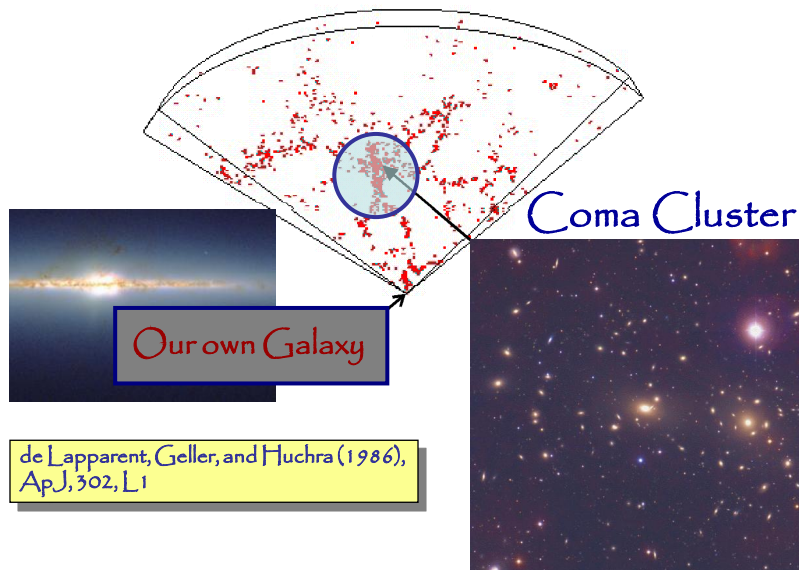 Coma Cluster
Our own Galaxy
de Lapparent, Geller, and Huchra (1986),
ApJ, 302, L1